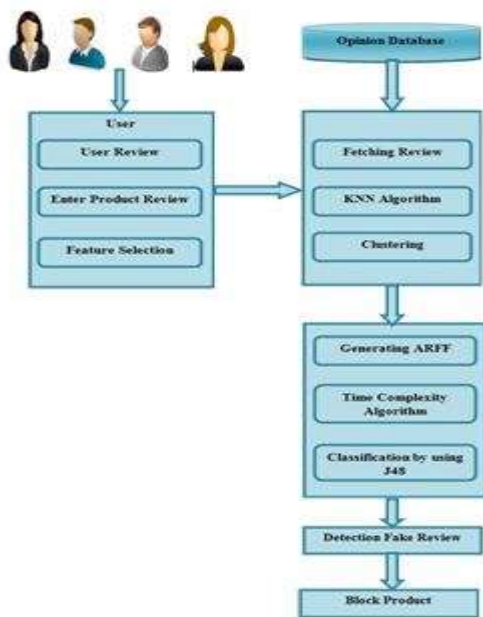 User
User Review
Enter Product Review
Feature Selection
Opinion Database
Fetching Review
KNN Algorithm
Clustering
Generating ARFF
Time Complexity
Algorithm
Classification by using
J48
Detection Fake Review
Block Product